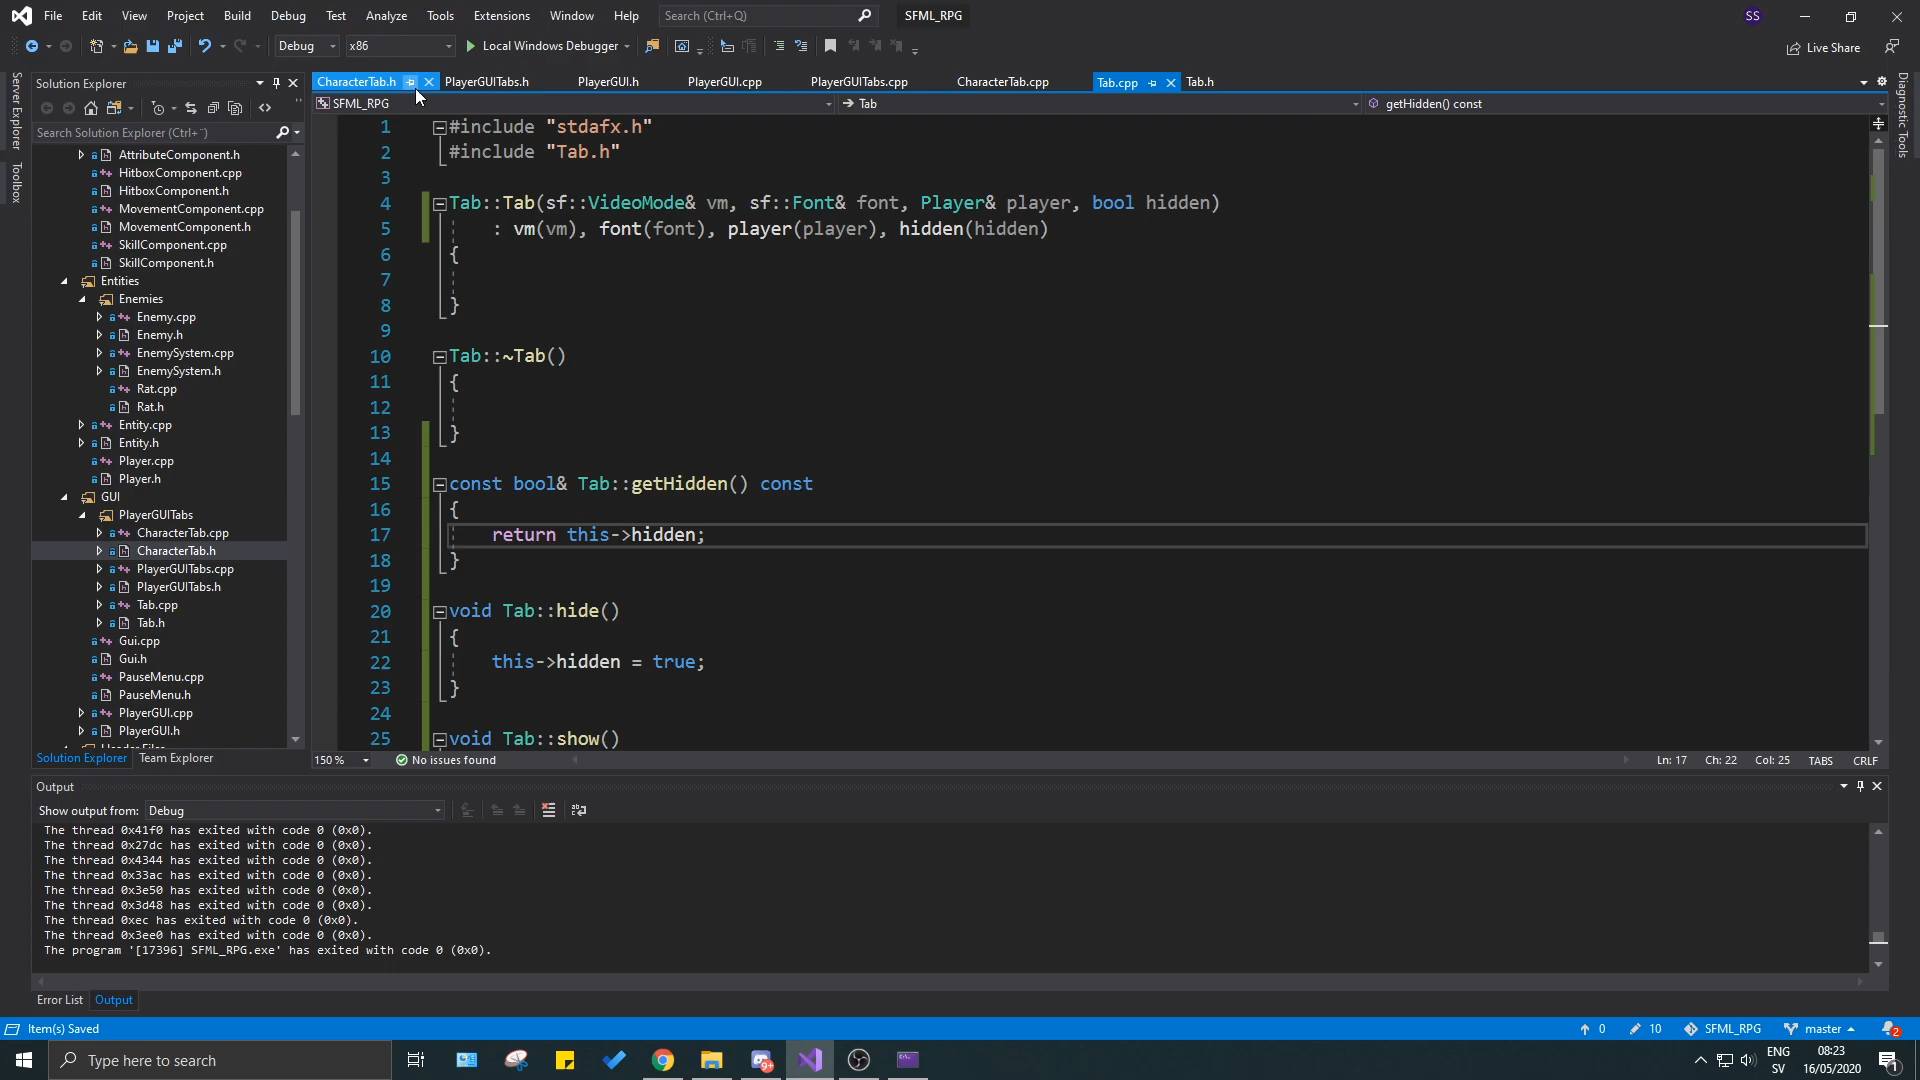 File Edit View Project Build Debug Test Analyze Tools Extensions Window Help Search (Ctrl+Q) SFML_RPG SS
Debug x86 Local Windows Debugger Live Share
Server Explorer
Toolbox
Solution Explorer
Search Solution Explorer (Ctrl+¨)
AttributeComponent.h
HitboxComponent.cpp
HitboxComponent.h
MovementComponent.cpp
MovementComponent.h
SkillComponent.cpp
SkillComponent.h
Entities
Enemies
Enemy.cpp
Enemy.h
EnemySystem.cpp
EnemySystem.h
Rat.cpp
Rat.h
Entity.cpp
Entity.h
Player.cpp
Player.h
GUI
PlayerGUITabs
CharacterTab.cpp
CharacterTab.h
PlayerGUITabs.cpp
PlayerGUITabs.h
Tab.cpp
Tab.h
Gui.cpp
Gui.h
PauseMenu.cpp
PauseMenu.h
PlayerGUI.cpp
PlayerGUI.h
Header Files
Solution Explorer Team Explorer
CharacterTab.h PlayerGUITabs.h PlayerGUI.h PlayerGUI.cpp PlayerGUITabs.cpp CharacterTab.cpp Tab.cpp Tab.h
SFML_RPG Tab getHidden() const
1 #include "stdafx.h"
2 #include "Tab.h"
3
4 Tab::Tab(sf::VideoMode& vm, sf::Font& font, Player& player, bool hidden)
5 : vm(vm), font(font), player(player), hidden(hidden)
6 {
7
8 }
9
10 Tab::~Tab()
11 {
12
13 }
14
15 const bool& Tab::getHidden() const
16 {
17 return this->hidden;
18 }
19
20 void Tab::hide()
21 {
22 this->hidden = true;
23 }
24
25 void Tab::show()
150 % No issues found Ln: 17 Ch: 22 Col: 25 TABS CRLF
Diagnostic Tools
Output
Show output from: Debug
The thread 0x41f0 has exited with code 0 (0x0).
The thread 0x27dc has exited with code 0 (0x0).
The thread 0x4344 has exited with code 0 (0x0).
The thread 0x33ac has exited with code 0 (0x0).
The thread 0x3e50 has exited with code 0 (0x0).
The thread 0x3d48 has exited with code 0 (0x0).
The thread 0xec has exited with code 0 (0x0).
The thread 0x3ee0 has exited with code 0 (0x0).
The program '[17396] SFML_RPG.exe' has exited with code 0 (0x0).
Error List Output
Item(s) Saved 0 10 SFML_RPG master 2
Type here to search 9+ ENG SV 08:23 16/05/2020 1